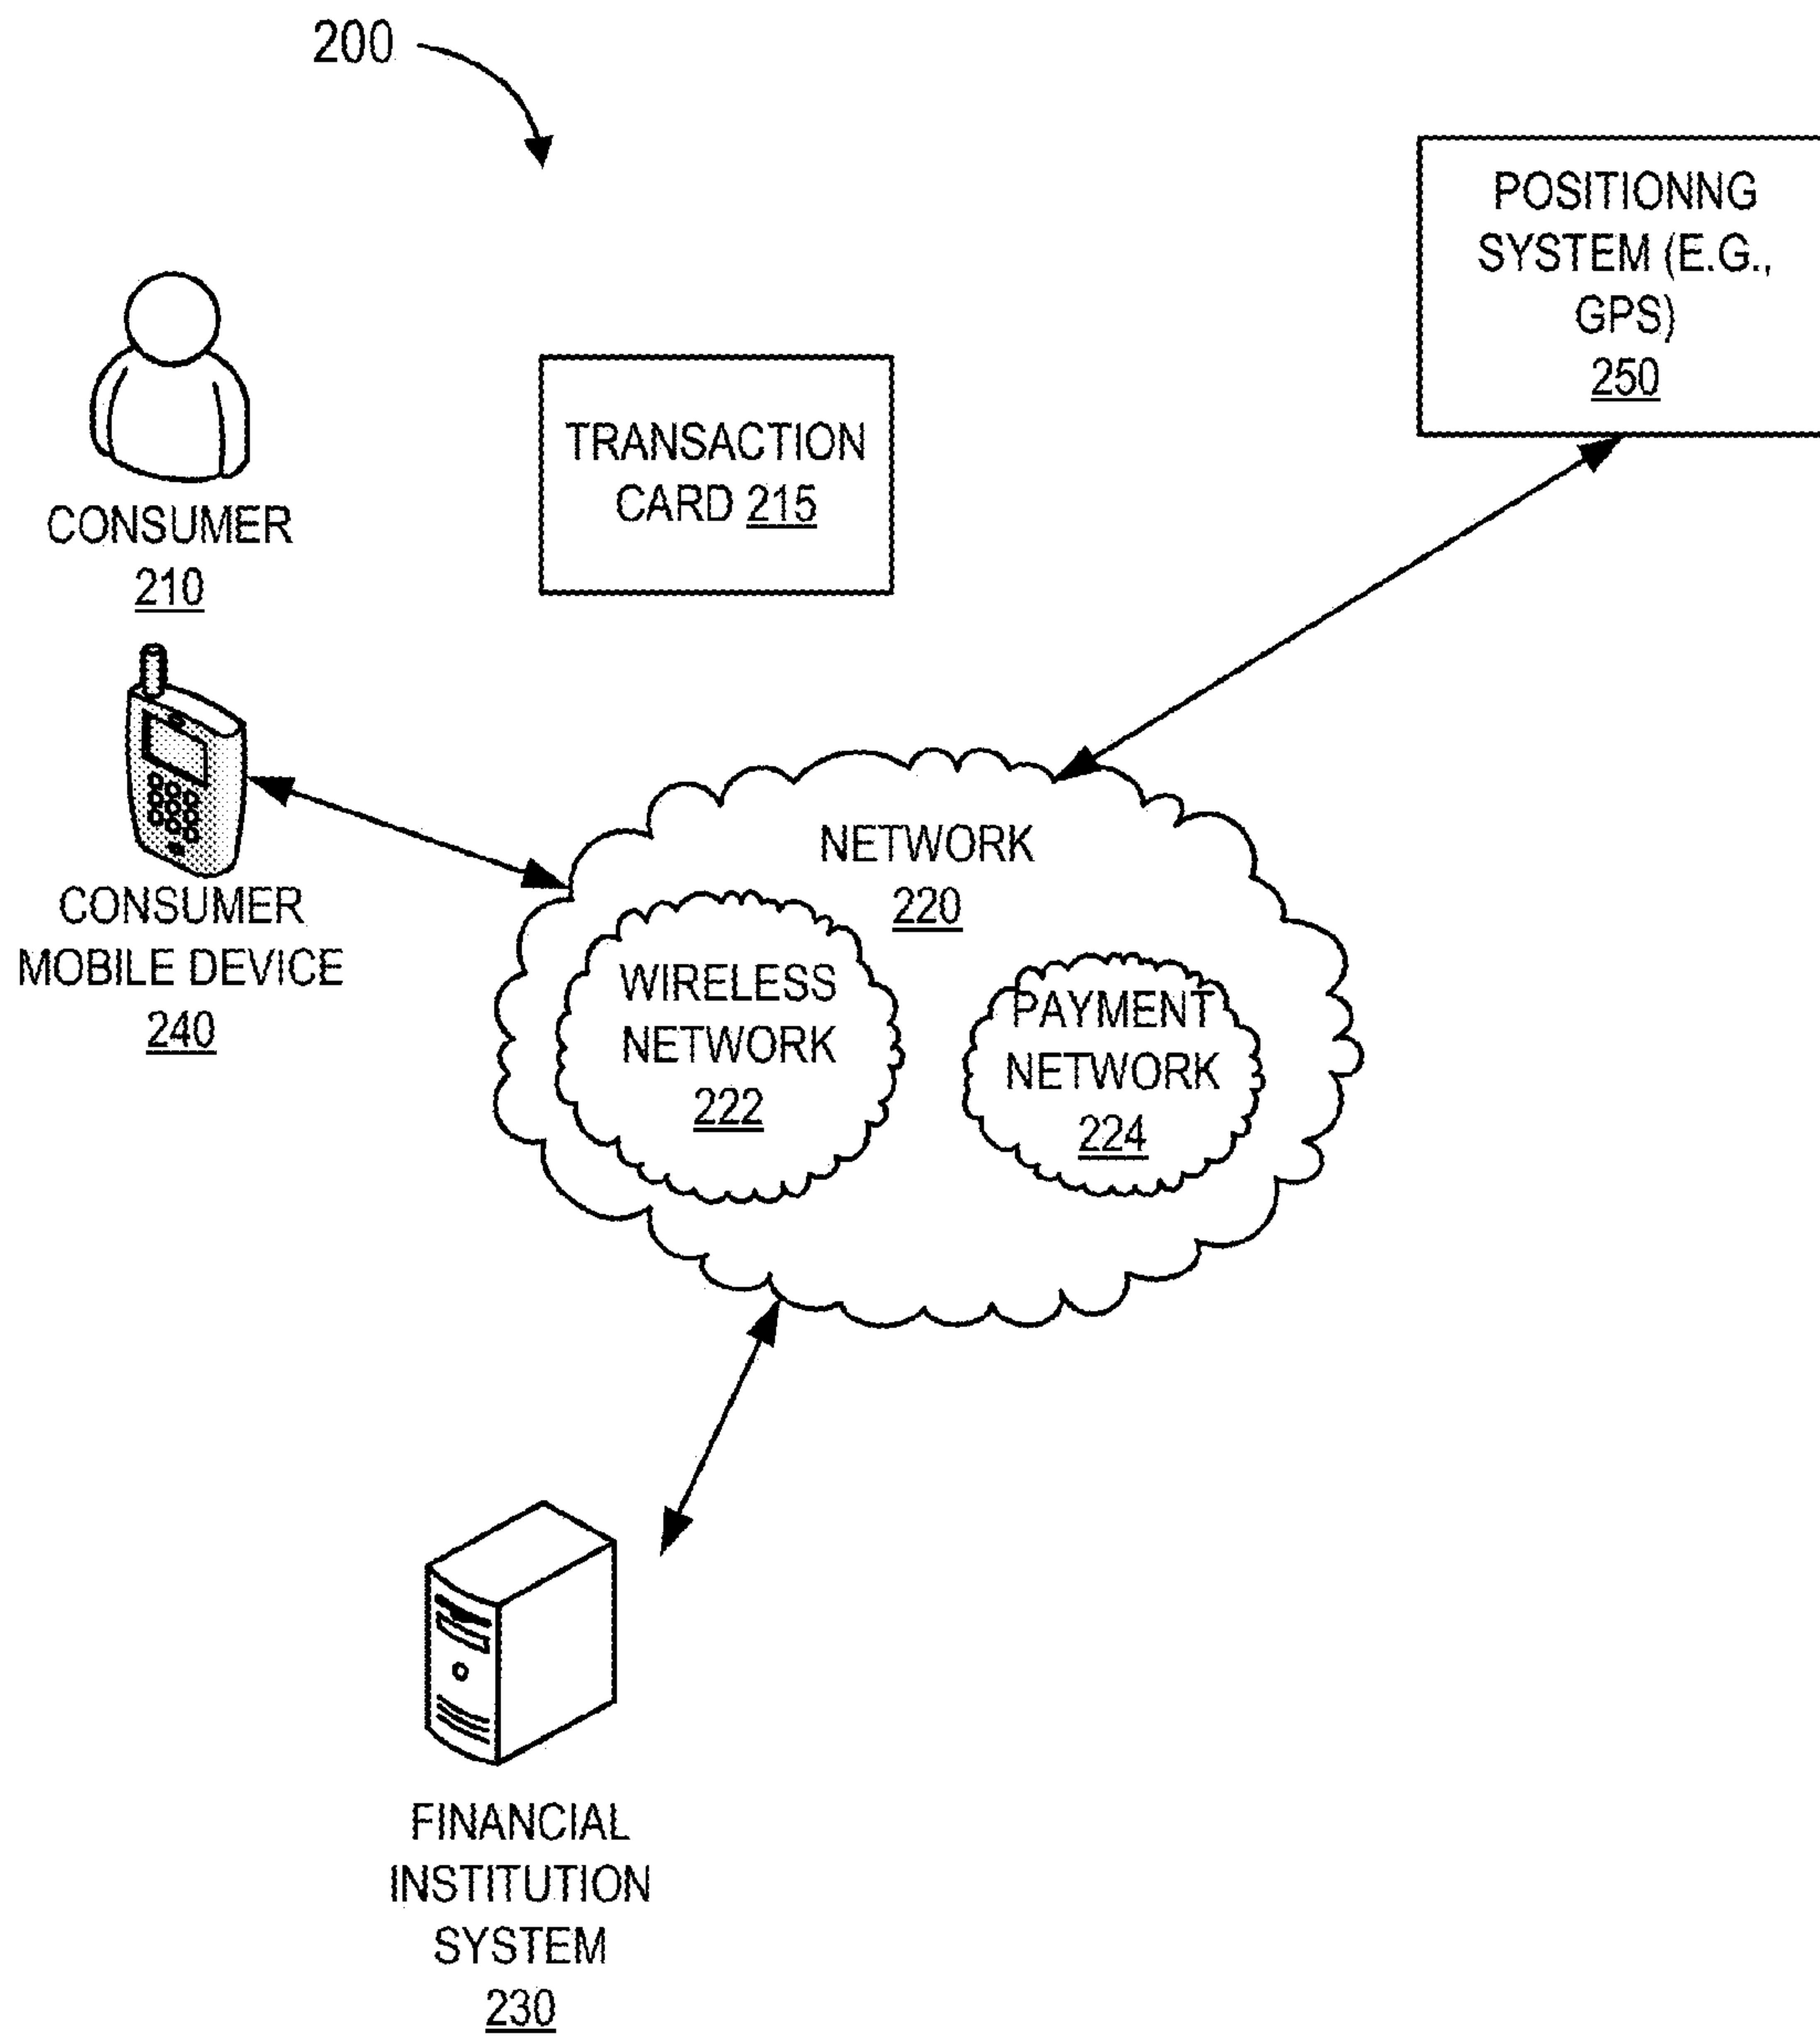 200
POSITIONNG
SYSTEM (E.G.,
GPS)
250
TRANSACTION
CARD 215
CONSUMER
210
CONSUMER
MOBILE DEVICE
240
NETWORK
220
WIRELESS
NETWORK
222
PAYMENT
NETWORK
224
FINANCIAL
INSTITUTION
SYSTEM
230